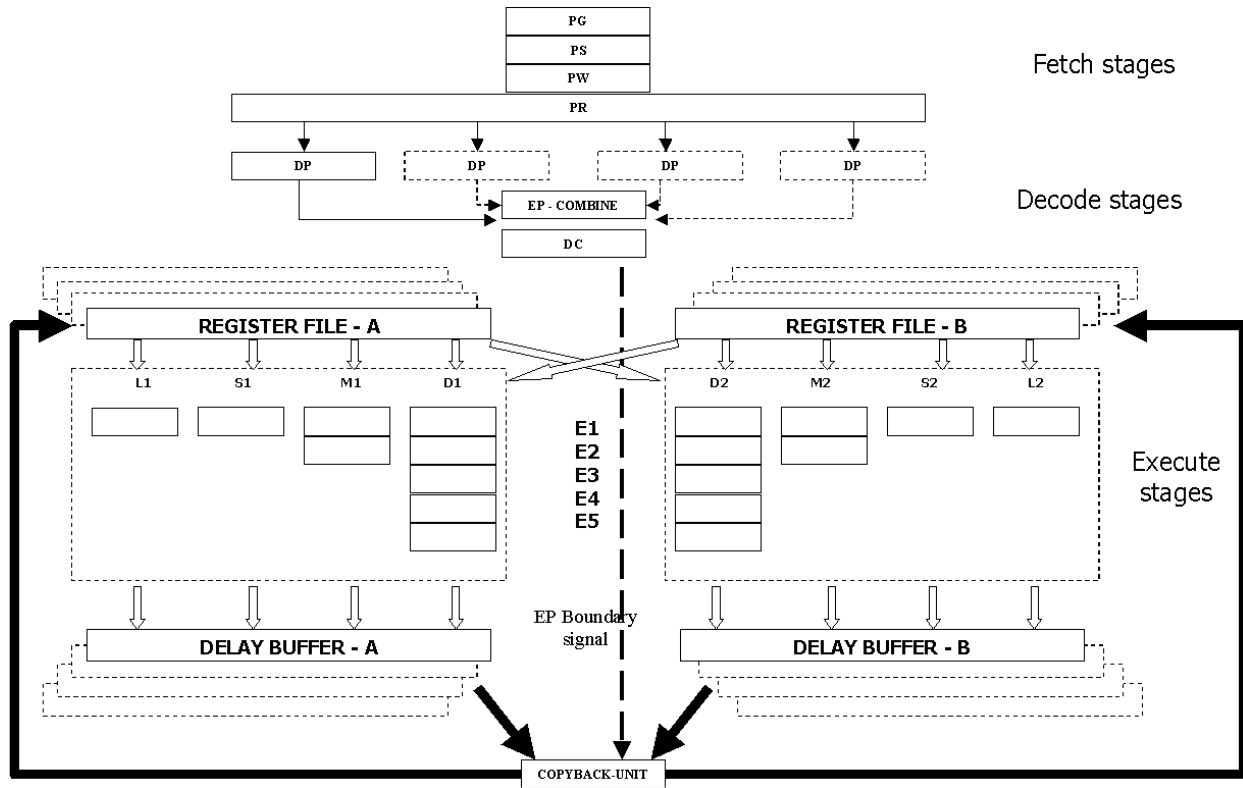 PG
PS
PW
Fetch stages
PR
DP DP DP DP
EP - COMBINE
Decode stages
DC
REGISTER FILE - A REGISTER FILE - B
L1 S1 M1 D1 D2 M2 S2 L2
E1
E2
E3
E4
E5
Execute
stages
EP Boundary
signal
DELAY BUFFER - A DELAY BUFFER - B
COPYBACK-UNIT